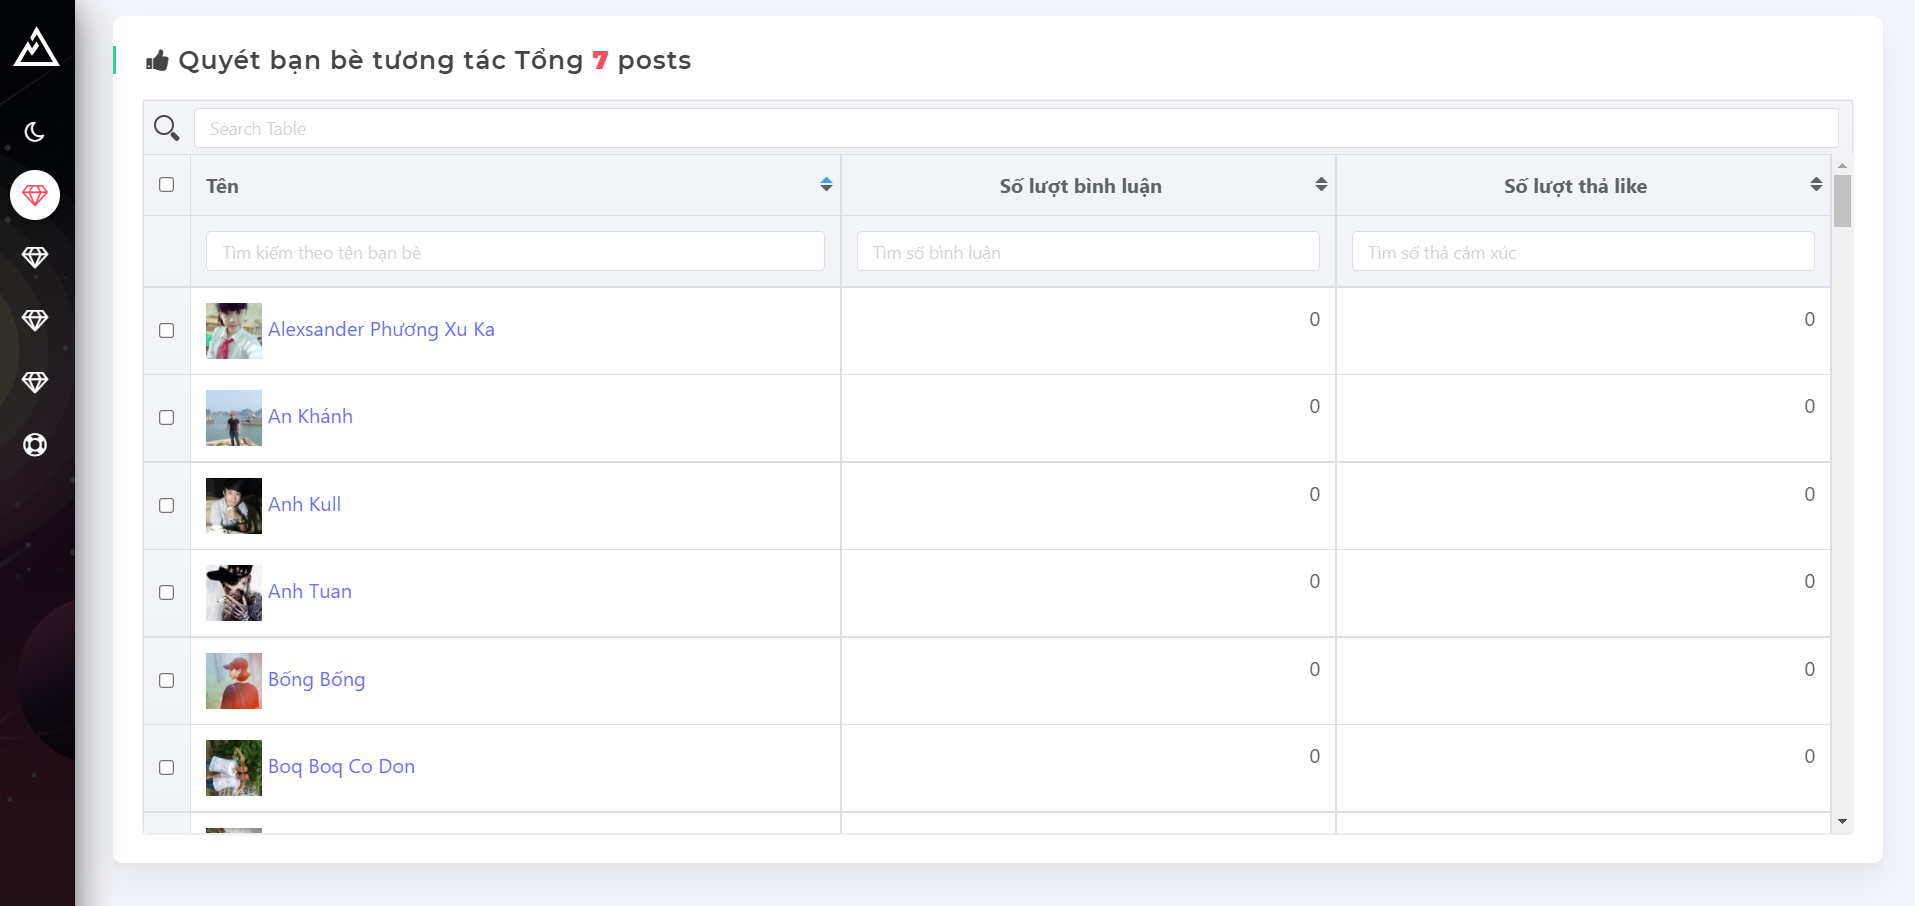 Quyét bạn bè tương tác Tổng 7 posts
Search Table
Tên
Số lượt bình luận
Số lượt thả like
Tìm kiếm theo tên bạn bè
Tìm số bình luận
Tìm số thả cảm xúc
Alexsander Phương Xu Ka
0
0
An Khánh
0
0
Anh Kull
0
0
Anh Tuan
0
0
Bống Bống
0
0
Boq Boq Co Don
0
0